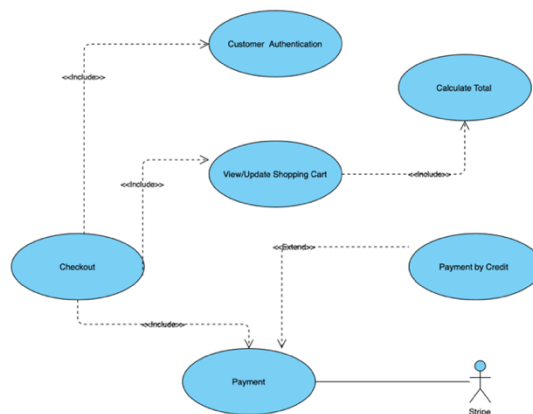 Customer Authentication
<<Include>>
Calculate Total
<<Include>>
View/Update Shopping Cart
<<Include>>
<<Extend>>
Checkout
Payment by Credit
<<Include>>
Payment
Stripe